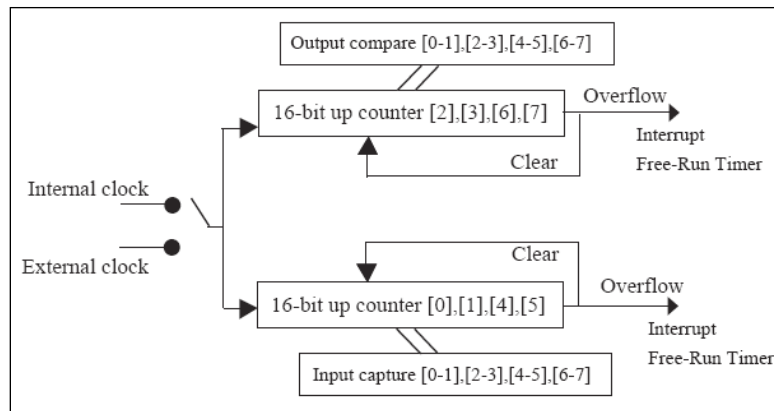 Output compare [0-1],[2-3],[4-5],[6-7]
16-bit up counter [2],[3],[6],[7]
Overflow
Interrupt
Free-Run Timer
Clear
Internal clock
External clock
Clear
16-bit up counter [0],[1],[4],[5]
Overflow
Interrupt
Free-Run Timer
Input capture [0-1],[2-3],[4-5],[6-7]